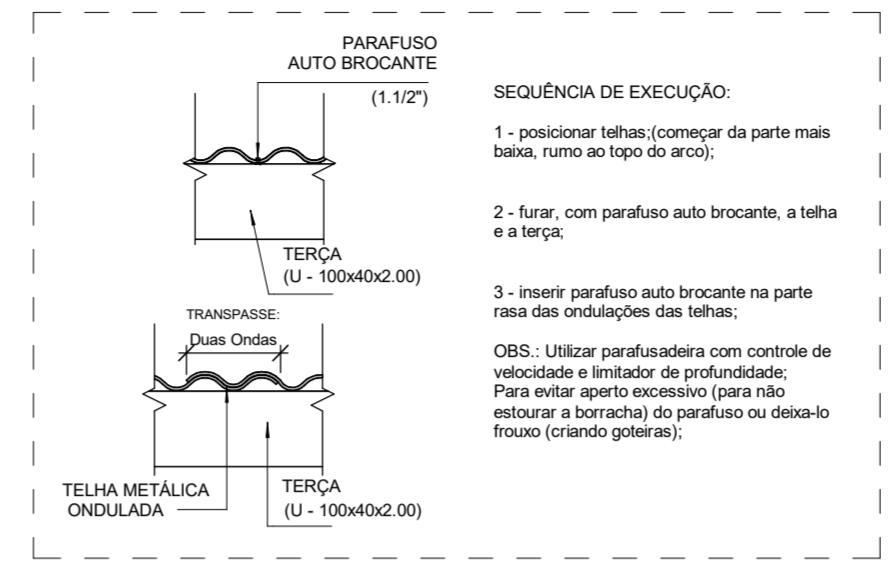 PARAFUSO
AUTO BROCANTE
(1.1/2")
TERÇA
(U - 100x40x2.00)
TRANSPASSE:
Duas Ondas
TELHA METÁLICA
ONDULADA
TERÇA
(U - 100x40x2.00)
SEQUÊNCIA DE EXECUÇÃO:
1 - posicionar telhas;(começar da parte mais
baixa, rumo ao topo do arco);
2 - furar, com parafuso auto brocante, a telha
e a terça;
3 - inserir parafuso auto brocante na parte
rasa das ondulações das telhas;
OBS.: Utilizar parafusadeira com controle de
velocidade e limitador de profundidade;
Para evitar aperto excessivo (para não
estourar a borracha) do parafuso ou deixa-lo
frouxo (criando goteiras);